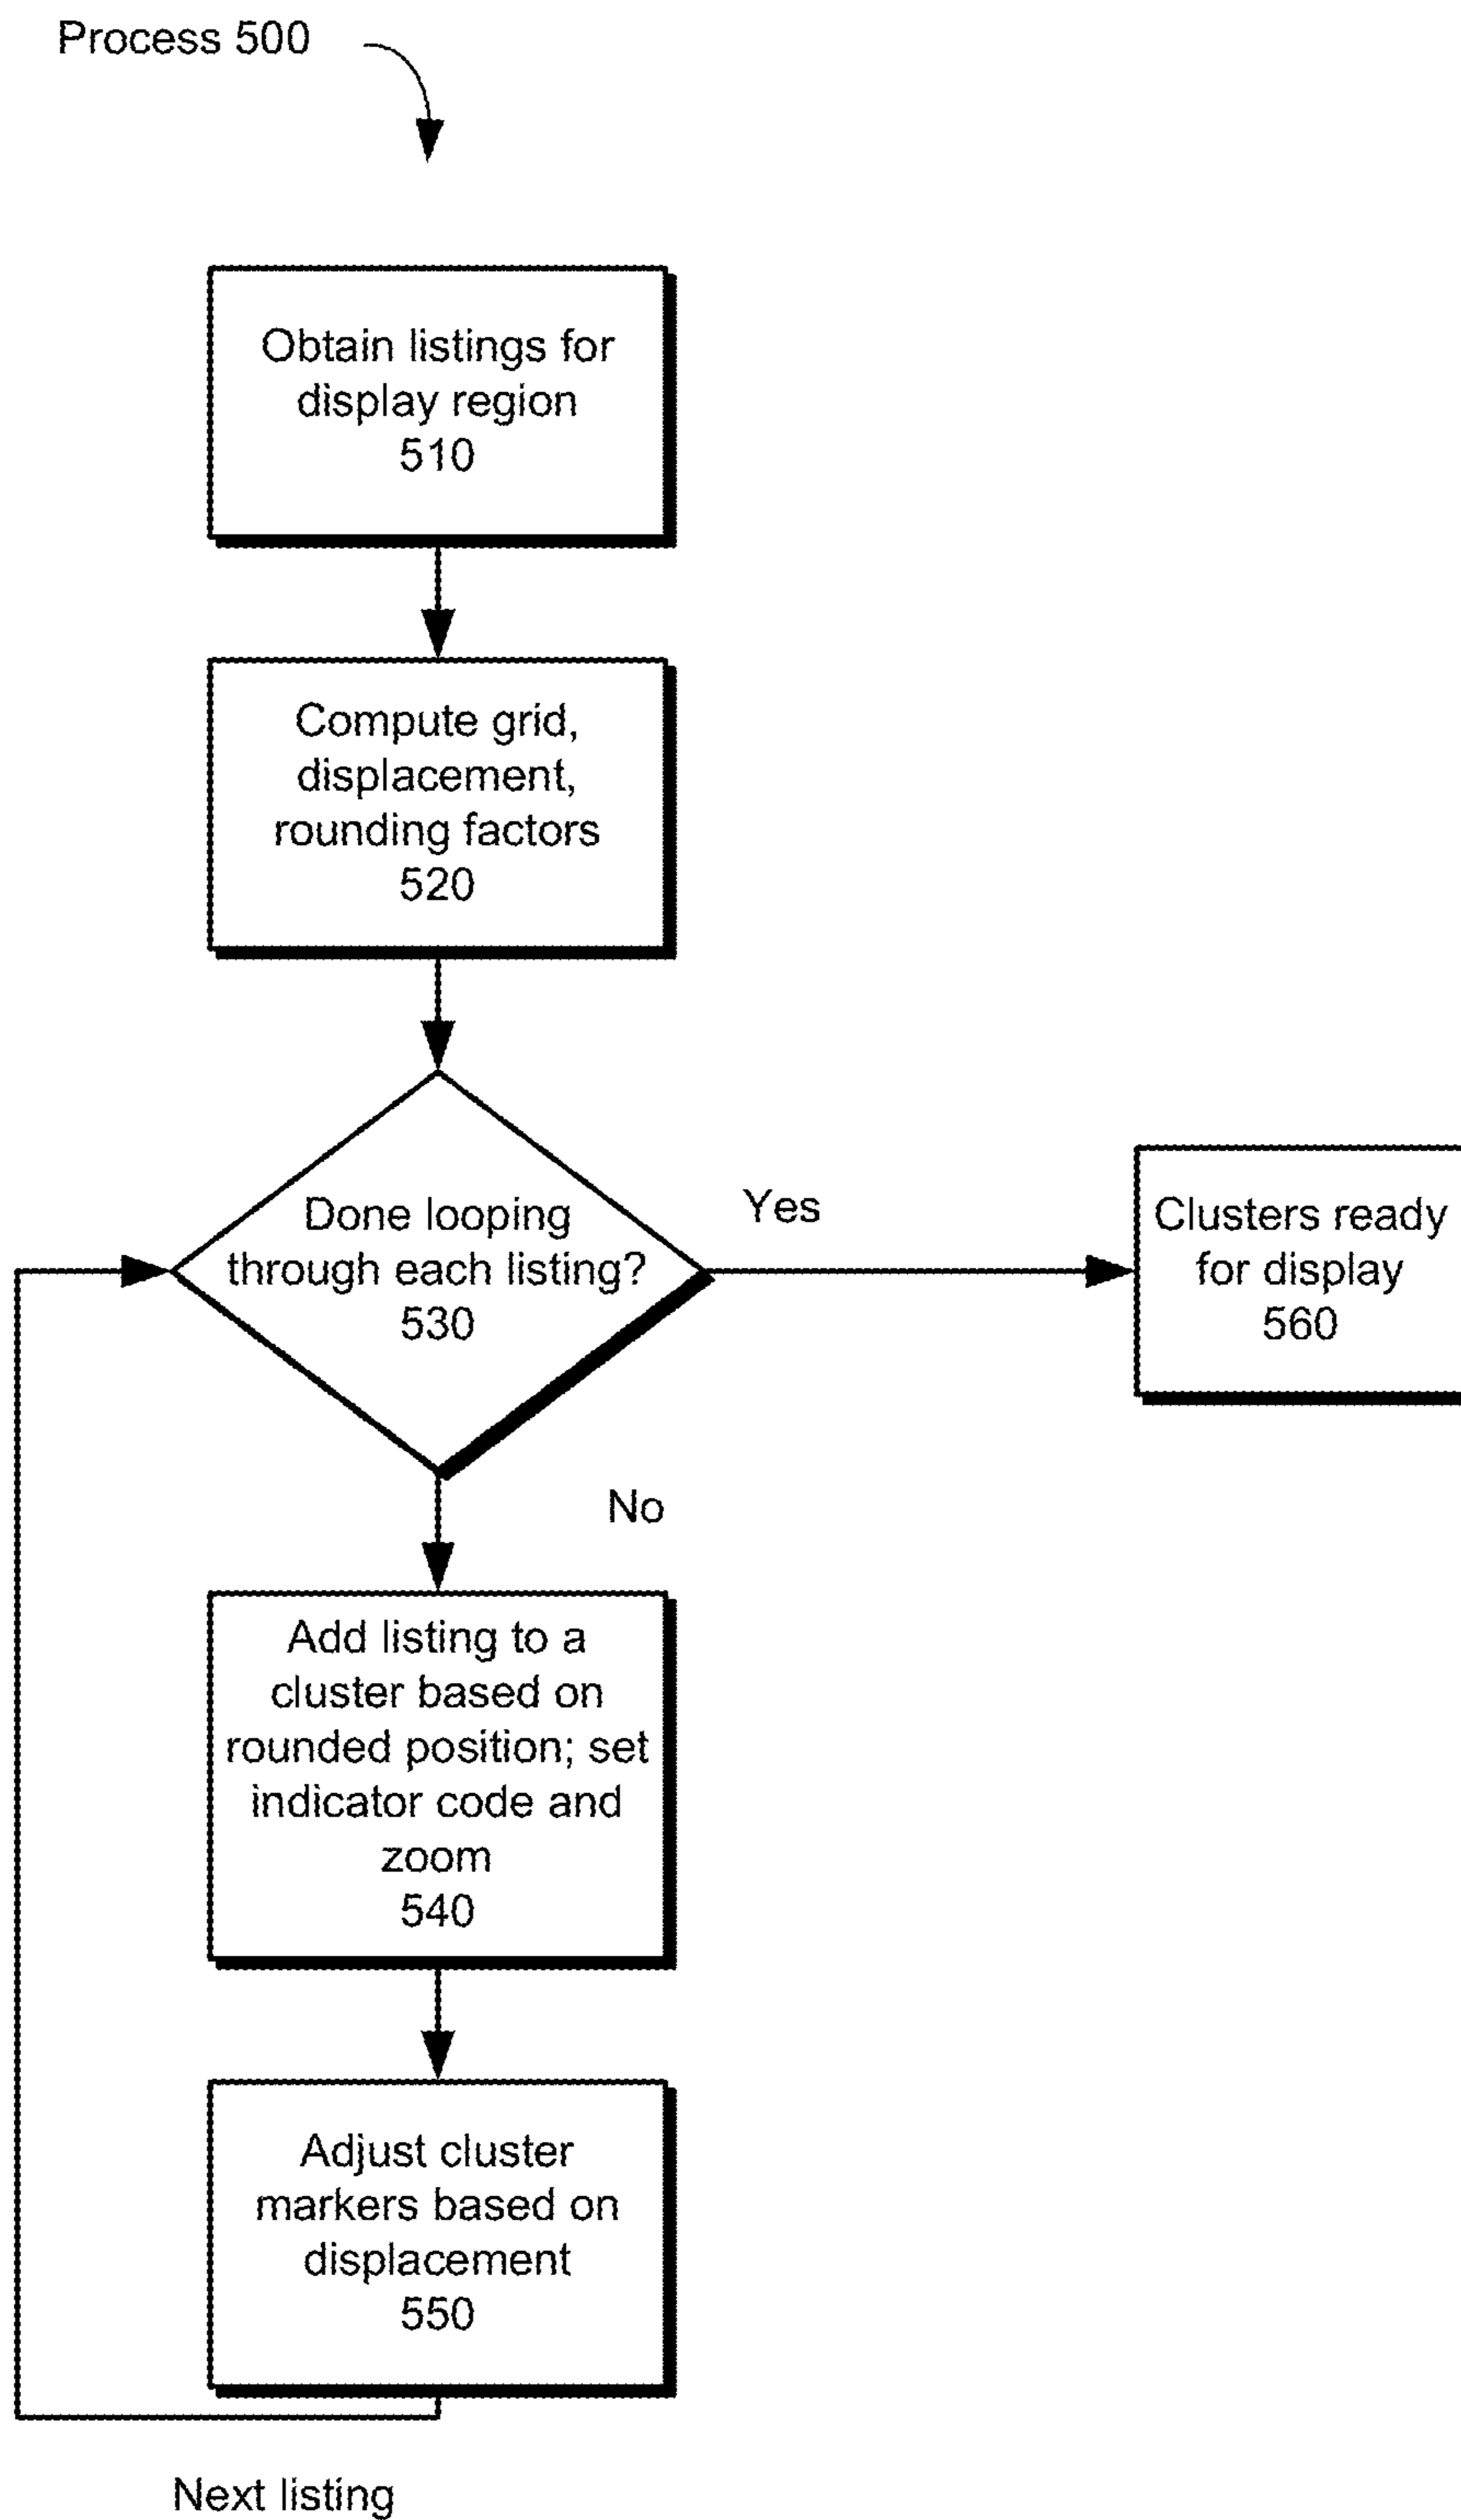 Process 500
Obtain listings for
display region
510
Compute grid,
displacement,
rounding factors
520
Done looping
through each listing?
530
Yes
Clusters ready
for display
560
No
Add listing to a
cluster based on
rounded position; set
indicator code and
zoom
540
Adjust cluster
markers based on
displacement
550
Next listing